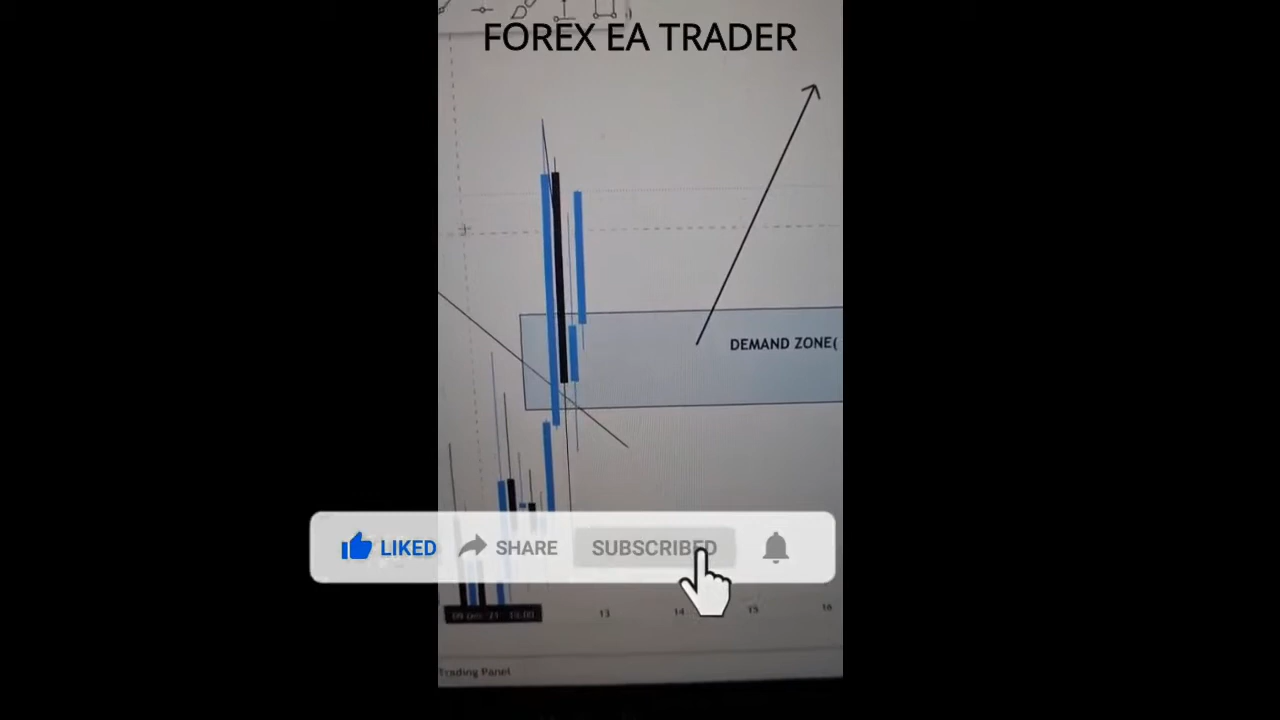 FOREX EA TRADER
DEMAND ZONE(
LIKED SHARE SUBSCRIBED
13 14 15 16
Trading Panel